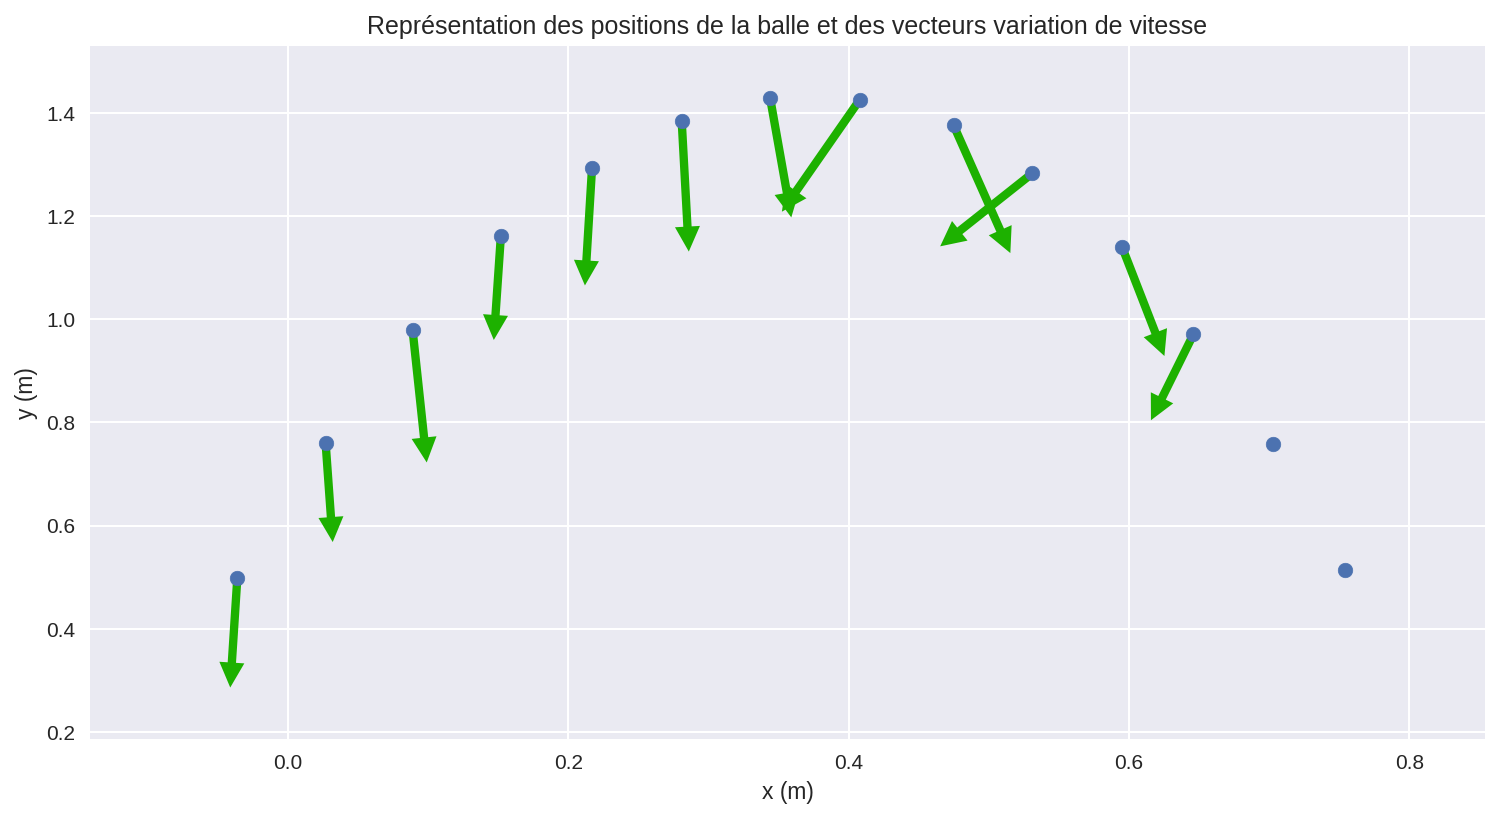 Représentation des positions de la balle et des vecteurs variation de vitesse
1.4
1.2
1.0
0.8
0.6
0.4
0.2
y (m)
0.0 0.2 0.4 0.6 0.8
x (m)